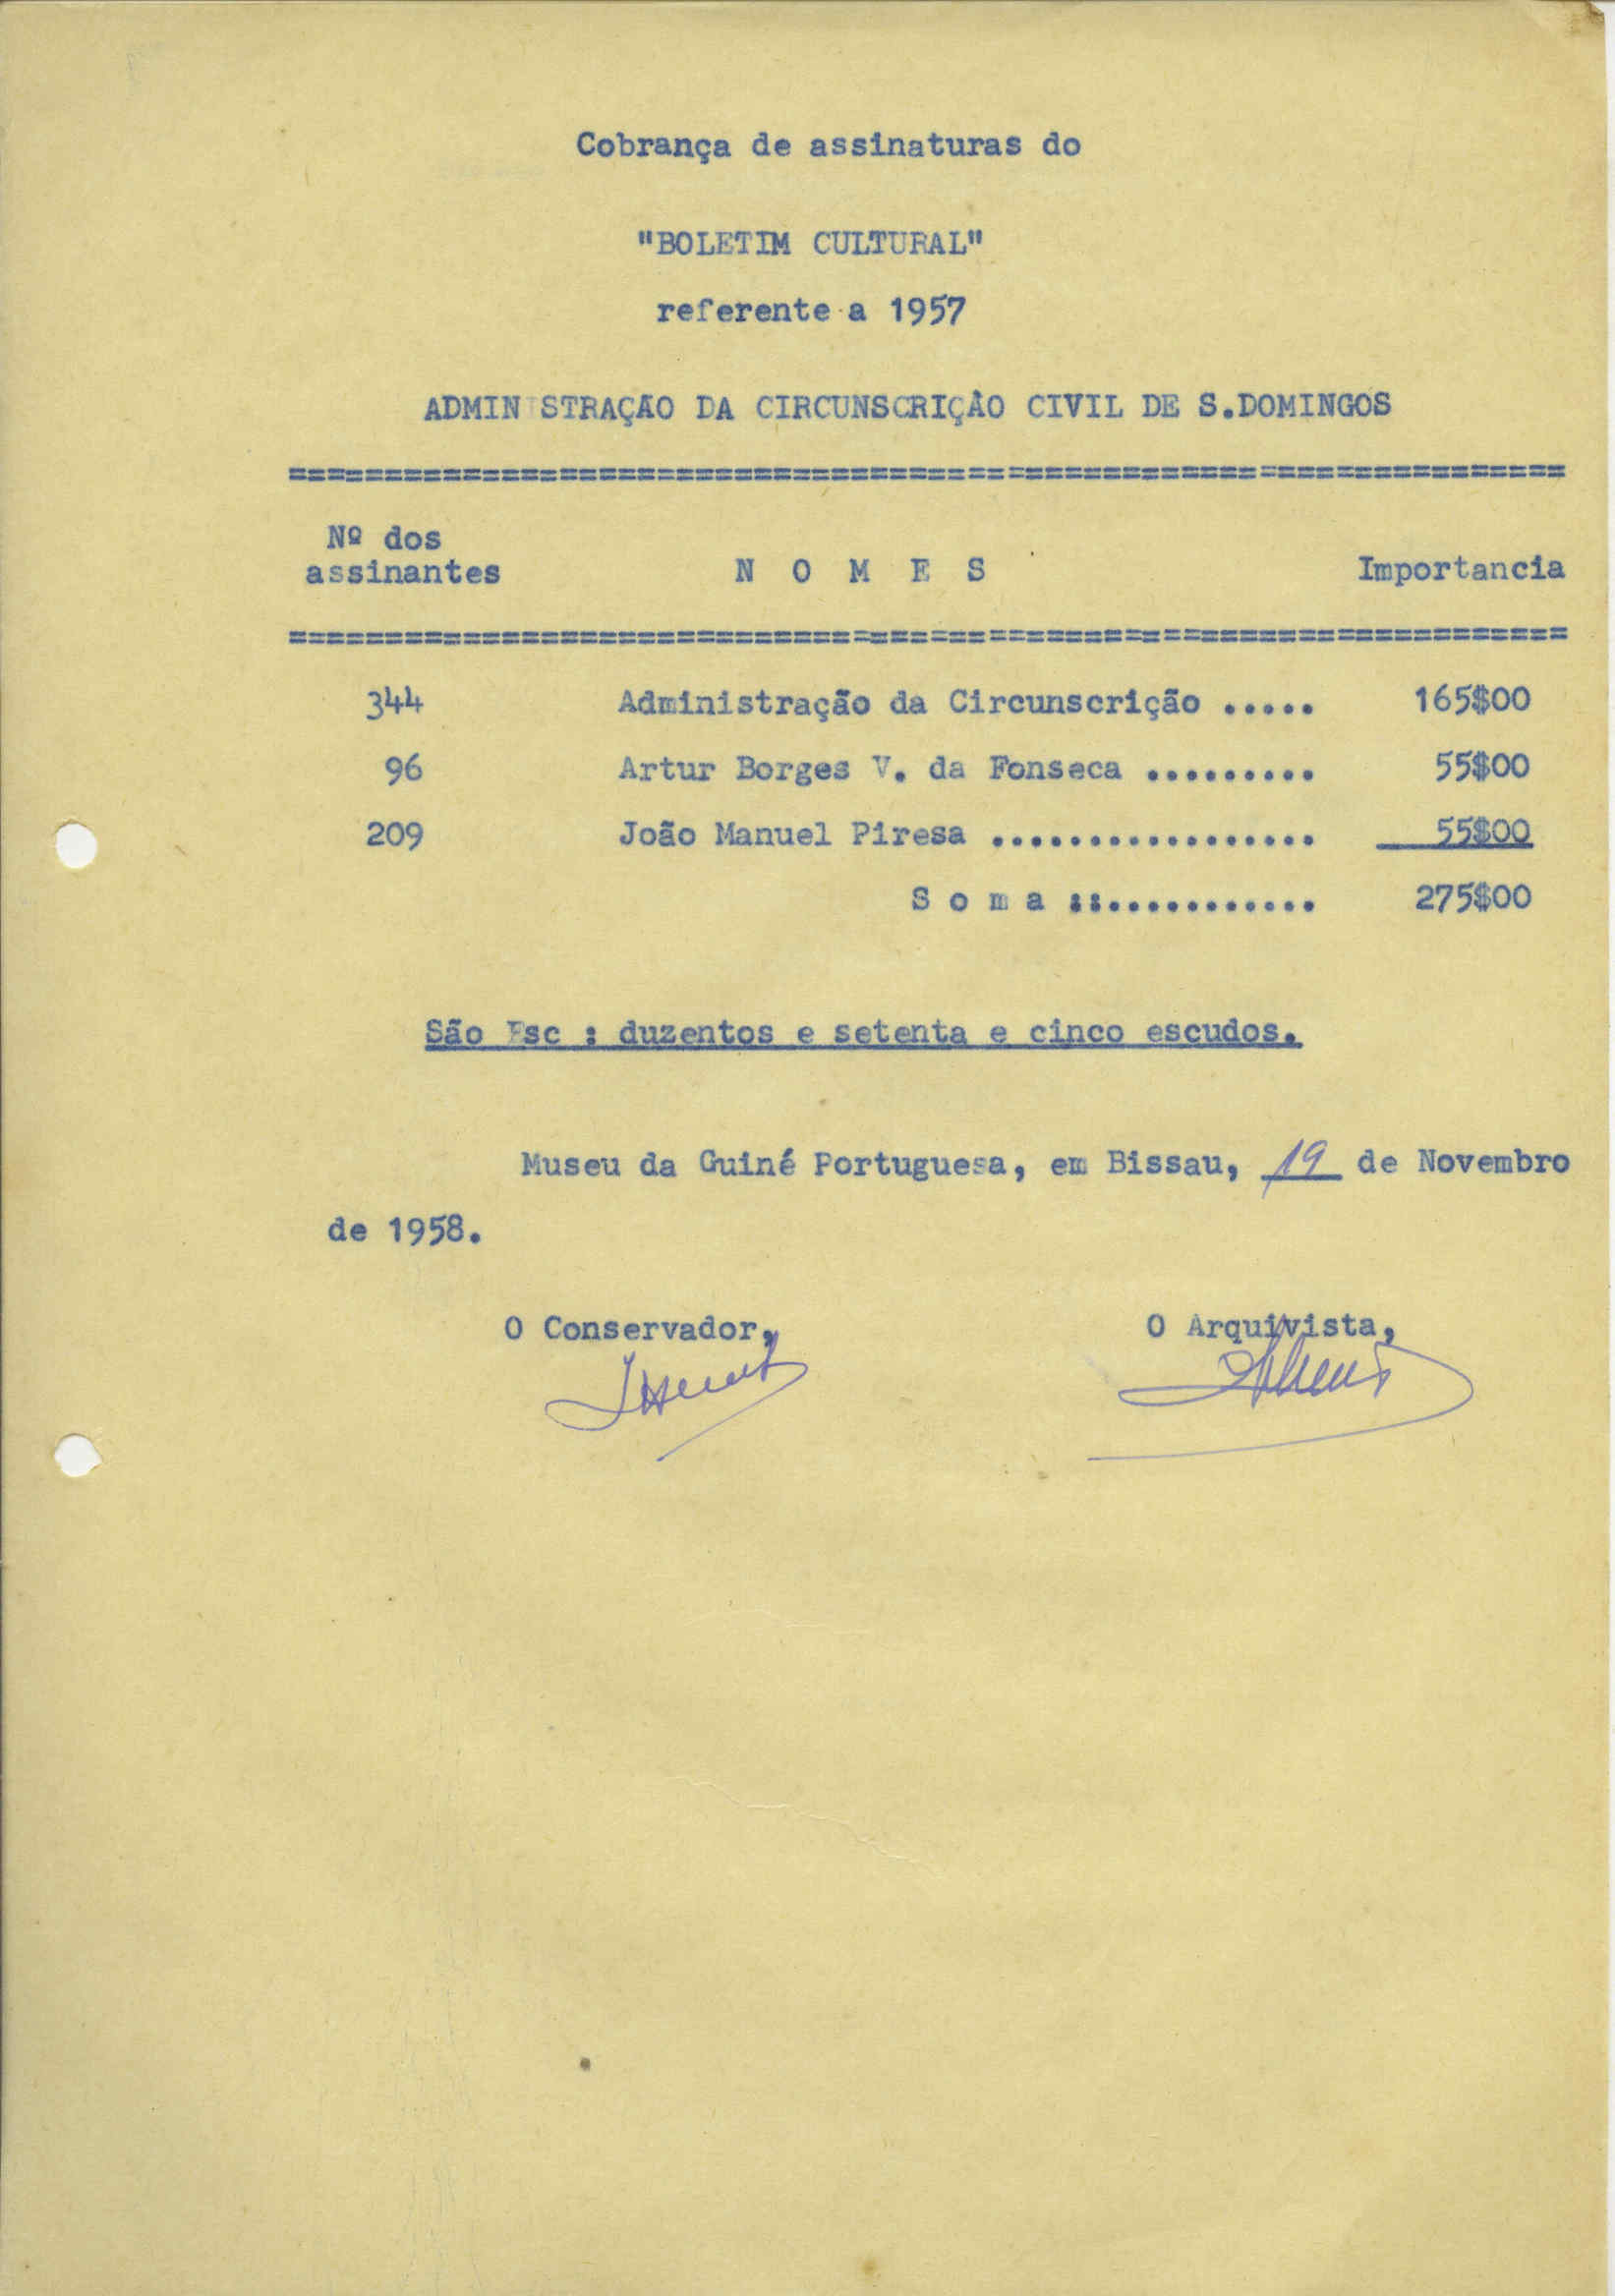 Cobrança de assinaturas do
"BOLETIM CULTURAL"
referente a 1957
ADMINISTRAÇÃO DA CIRCUNSCRIÇÃO CIVIL DE S.DOMINGOS
==================================================================
Nº dos
assinantes N O M E S Importancia
==================================================================
344 Administração da Circunscrição ..... 165$00
96 Artur Borges V. da Fonseca ......... 55$00
209 João Manuel Piresa ................. 55$00
S o m a ::........... 275$00
São Esc : duzentos e setenta e cinco escudos.
Museu da Guiné Portuguesa, em Bissau, 19 de Novembro
de 1958.
O Conservador, O Arquivista,